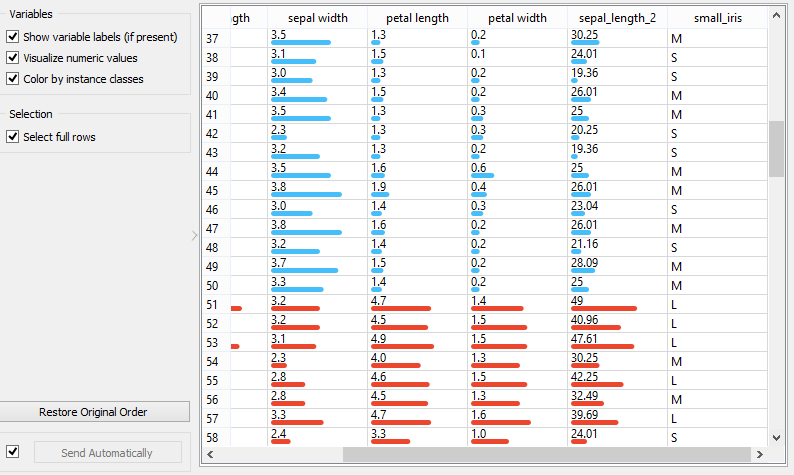 Variables
Show variable labels (if present)
Visualize numeric values
Color by instance classes
Selection
Select full rows
Restore Original Order
Send Automatically
gth sepal width petal length petal width sepal_length_2 small_iris
37 3.5 1.3 0.2 30.25 M
38 3.1 1.5 0.1 24.01 S
39 3.0 1.3 0.2 19.36 S
40 3.4 1.5 0.2 26.01 M
41 3.5 1.3 0.3 25 M
42 2.3 1.3 0.3 20.25 S
43 3.2 1.3 0.2 19.36 S
44 3.5 1.6 0.6 25 M
45 3.8 1.9 0.4 26.01 M
46 3.0 1.4 0.3 23.04 S
47 3.8 1.6 0.2 26.01 M
48 3.2 1.4 0.2 21.16 S
49 3.7 1.5 0.2 28.09 M
50 3.3 1.4 0.2 25 M
51 3.2 4.7 1.4 49 L
52 3.2 4.5 1.5 40.96 L
53 3.1 4.9 1.5 47.61 L
54 2.3 4.0 1.3 30.25 M
55 2.8 4.6 1.5 42.25 L
56 2.8 4.5 1.3 32.49 M
57 3.3 4.7 1.6 39.69 L
58 2.4 3.3 1.0 24.01 S